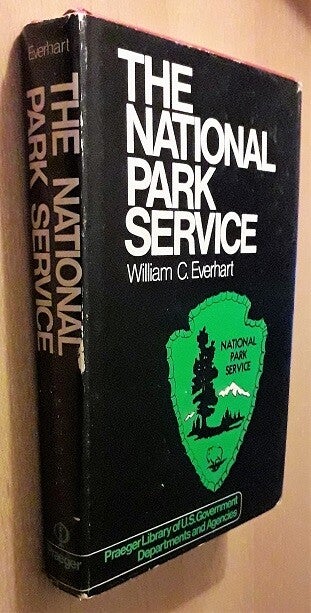 Everhart
THE NATIONAL
PARK SERVICE
Praeger
THE
NATIONAL
PARK
SERVICE
William C. Everhart
NATIONAL
PARK
SERVICE
Praeger Library of U.S. Government
Departments and Agencies